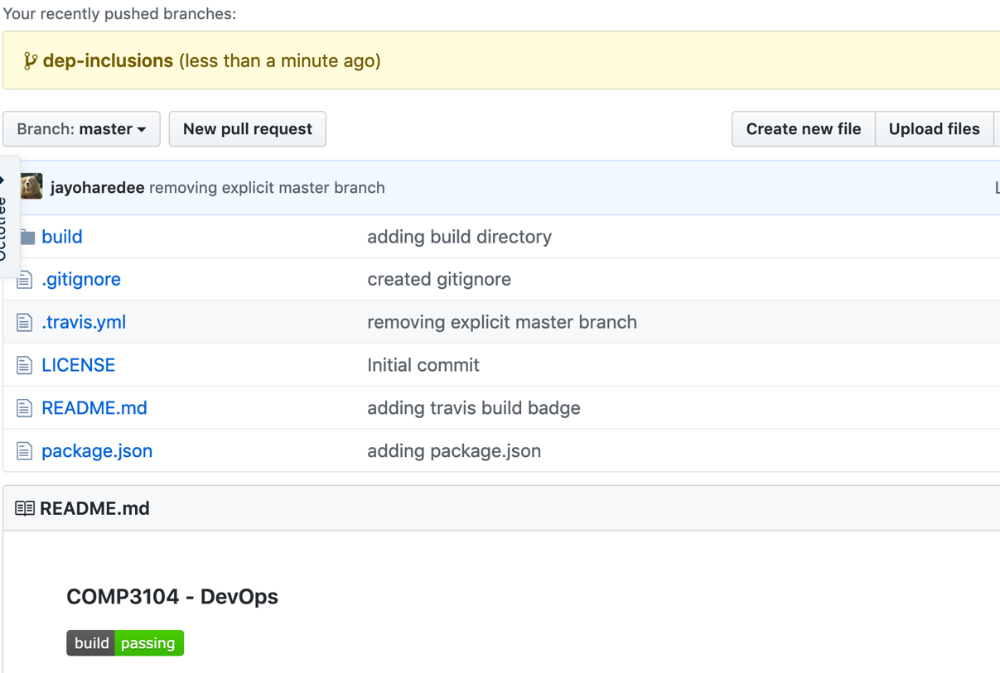 Your recently pushed branches:
dep-inclusions (less than a minute ago)
Branch: master New pull request Create new file Upload files
jayoharedee removing explicit master branch L
Octotree
build adding build directory
.gitignore created gitignore
.travis.yml removing explicit master branch
LICENSE Initial commit
README.md adding travis build badge
package.json adding package.json
README.md
COMP3104 - DevOps
build passing